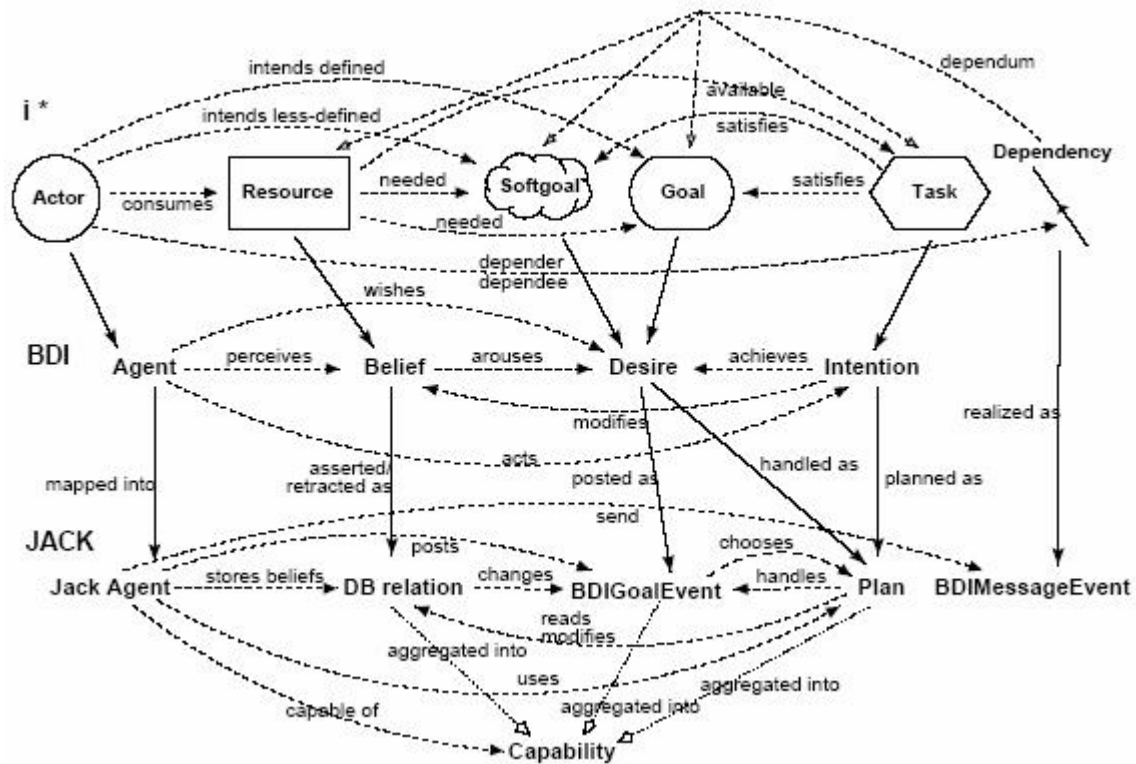 dependum
intends defined
available
i *
intends less-defined
satisfies
Dependency
Actor
Resource
Softgoal
Goal
Task
needed
satisfies
consumes
needed
depender
dependee
wishes
BDI
Agent
perceives
Belief
arouses
Desire
achieves
Intention
modifies
realized as
acts
asserted/
retracted as
posted as
handled as
planned as
mapped into
send
JACK
posts
chooses
Jack Agent
stores beliefs
DB relation
changes
BDIGoalEvent
handles
Plan
BDIMessageEvent
reads
modifies
aggregated into
uses
aggregated into
aggregated into
capable of
Capability